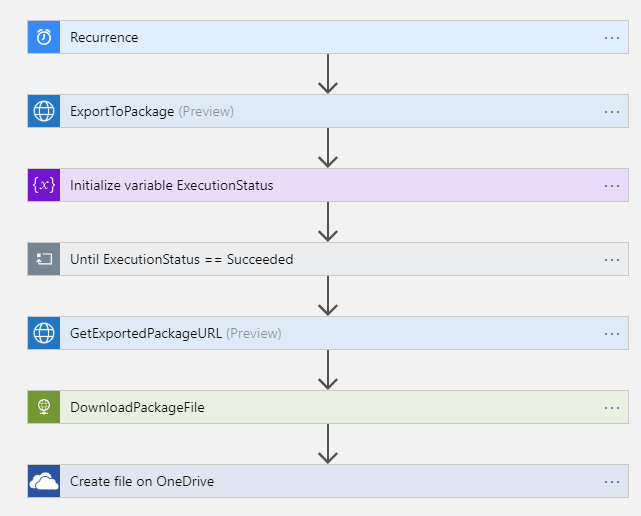 Recurrence
ExportToPackage (Preview)
{x} Initialize variable ExecutionStatus
Until ExecutionStatus == Succeeded
GetExportedPackageURL (Preview)
DownloadPackageFile
Create file on OneDrive